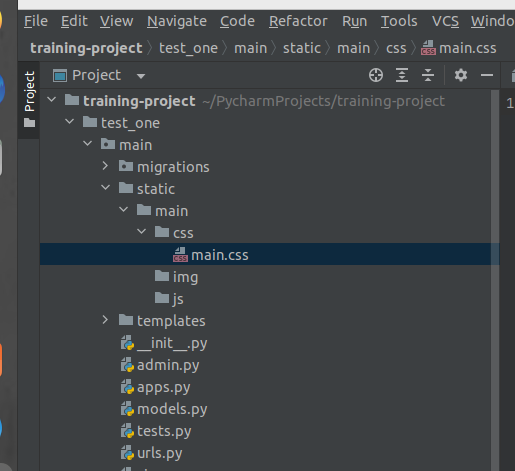 File Edit View Navigate Code Refactor Run Tools VCS
training-project test_one main static main css main.css
Project
Project
1
training-project ~/PycharmProjects/training-project
test_one
main
migrations
static
main
css
main.css
img
js
templates
__init__.py
admin.py
apps.py
models.py
tests.py
urls.py